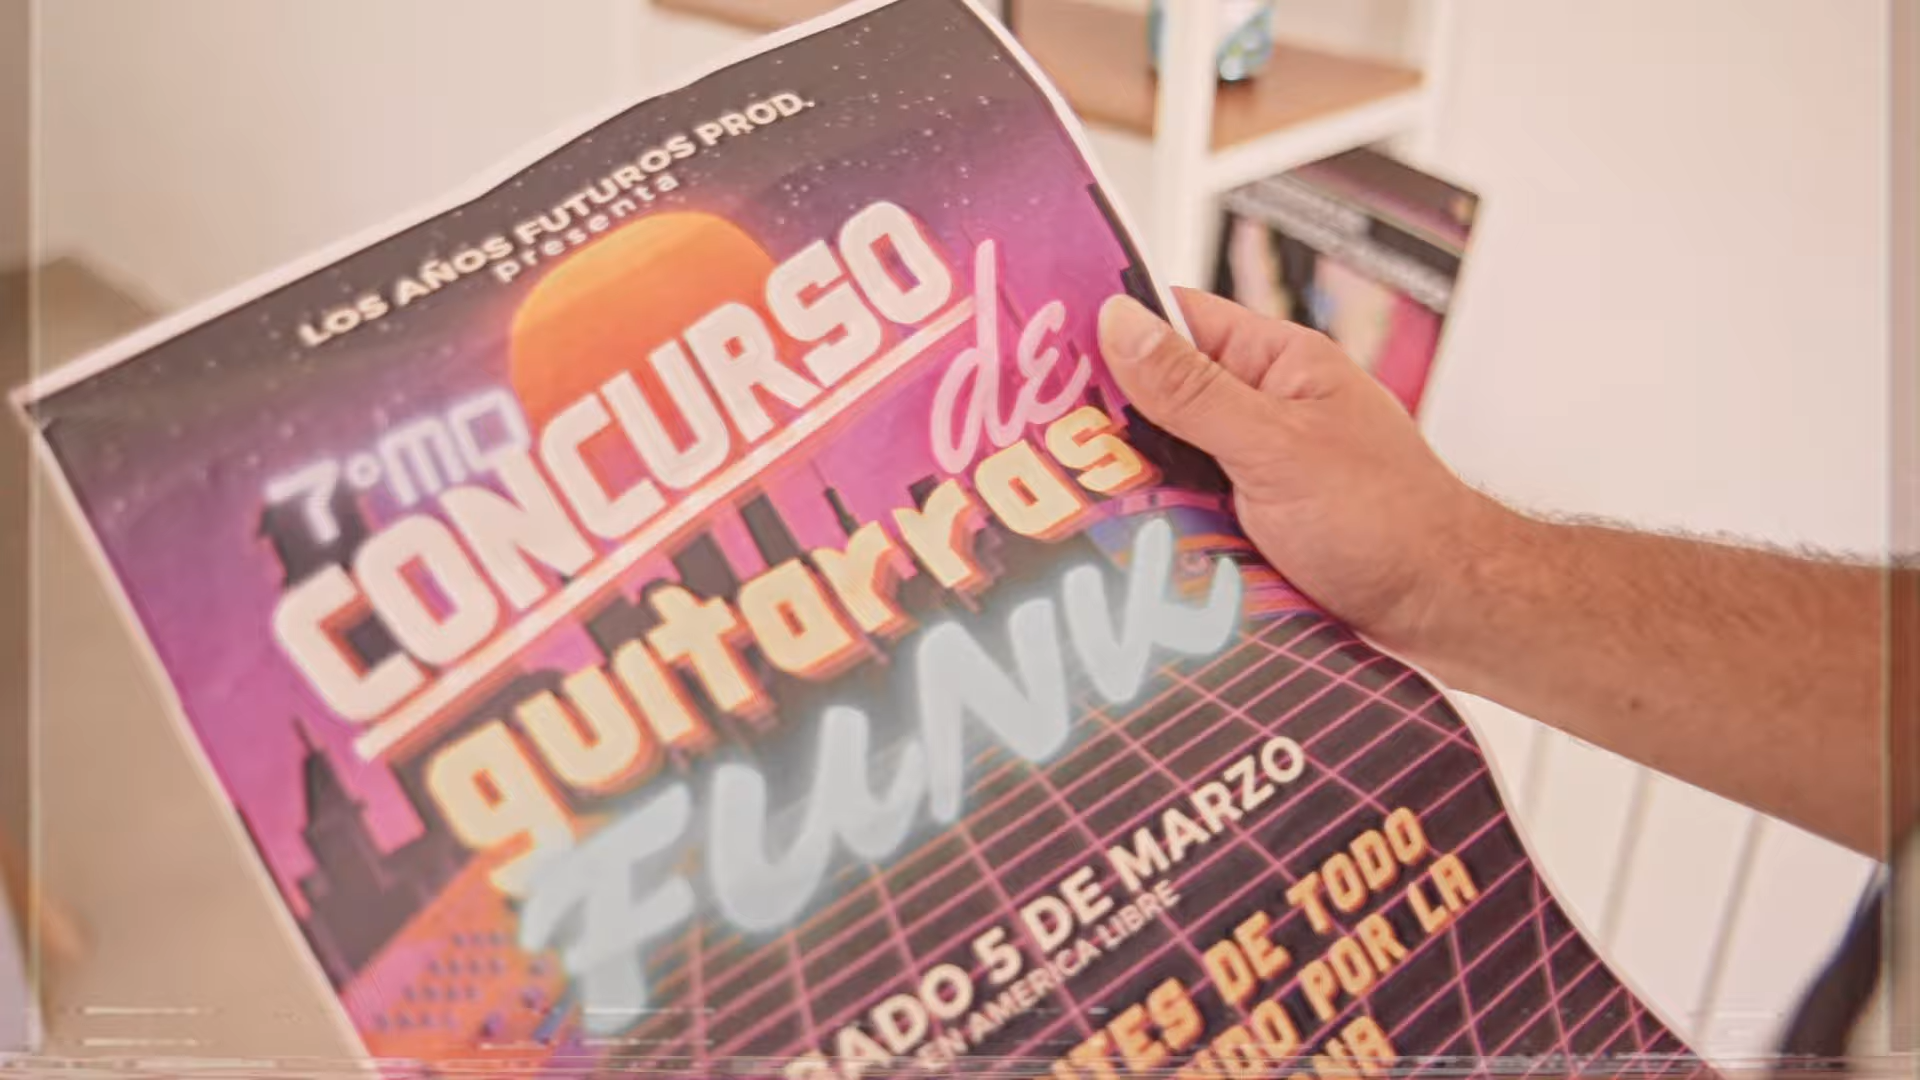 LOS AÑOS FUTUROS PROD.
presenta
7°MO
CONCURSO
de
guitarras
FUNK
5 DE MARZO
EN AMERICA LIBRE
DE TODO
POR LA